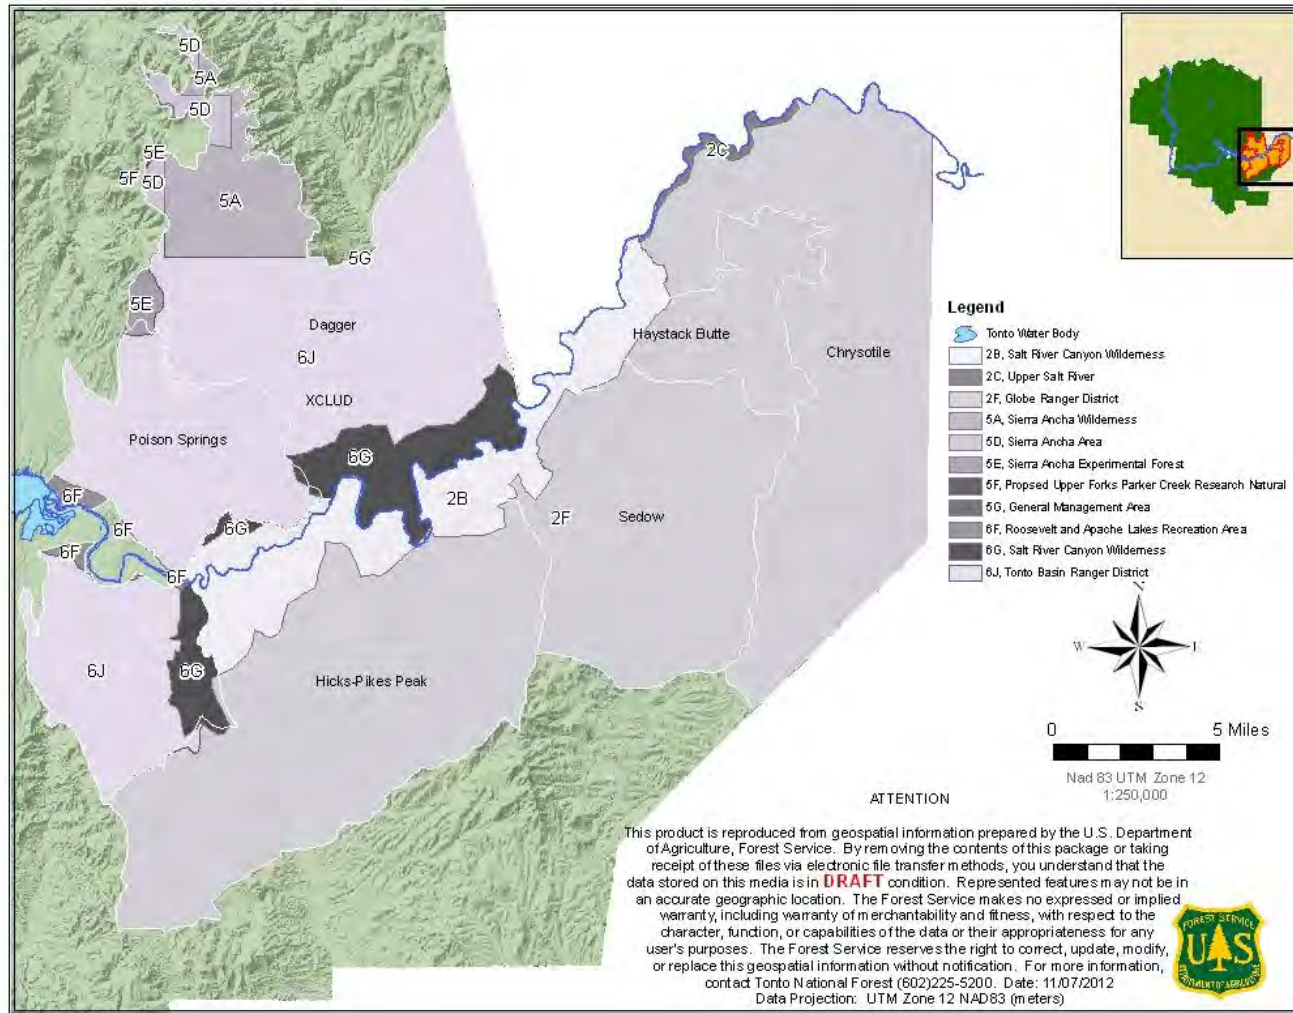 5D
5A
5D
5E
5F
5D
5A
5G
5E
Dagger
6J
XCLUD
Poison Springs
6G
6F
6F
6G
6F
6F
2B
2C
Haystack Butte
Chrysotile
2F
Sedow
6J
6G
Hicks-Pikes Peak
Legend
Tonto Water Body
2B, Salt River Canyon Wilderness
2C, Upper Salt River
2F, Globe Ranger District
5A, Sierra Ancha Wilderness
5D, Sierra Ancha Area
5E, Sierra Ancha Experimental Forest
5F, Propsed Upper Forks Parker Creek Research Natural
5G, General Management Area
6F, Roosevelt and Apache Lakes Recreation Area
6G, Salt River Canyon Wilderness
6J, Tonto Basin Ranger District
N
W E
S
0 5 Miles
Nad 83 UTM Zone 12
1:250,000
ATTENTION
This product is reproduced from geospatial information prepared by the U.S. Department
of Agriculture, Forest Service. By removing the contents of this package or taking
receipt of these files via electronic file transfer methods, you understand that the
data stored on this media is in DRAFT condition. Represented features may not be in
an accurate geographic location. The Forest Service makes no expressed or implied
warranty, including warranty of merchantability and fitness, with respect to the
character, function, or capabilities of the data or their appropriateness for any
user's purposes. The Forest Service reserves the right to correct, update, modify,
or replace this geospatial information without notification. For more information,
contact Tonto National Forest (602)225-5200. Date: 11/07/2012
Data Projection: UTM Zone 12 NAD83 (meters)
FOREST SERVICE
U S
DEPARTMENT OF AGRICULTURE